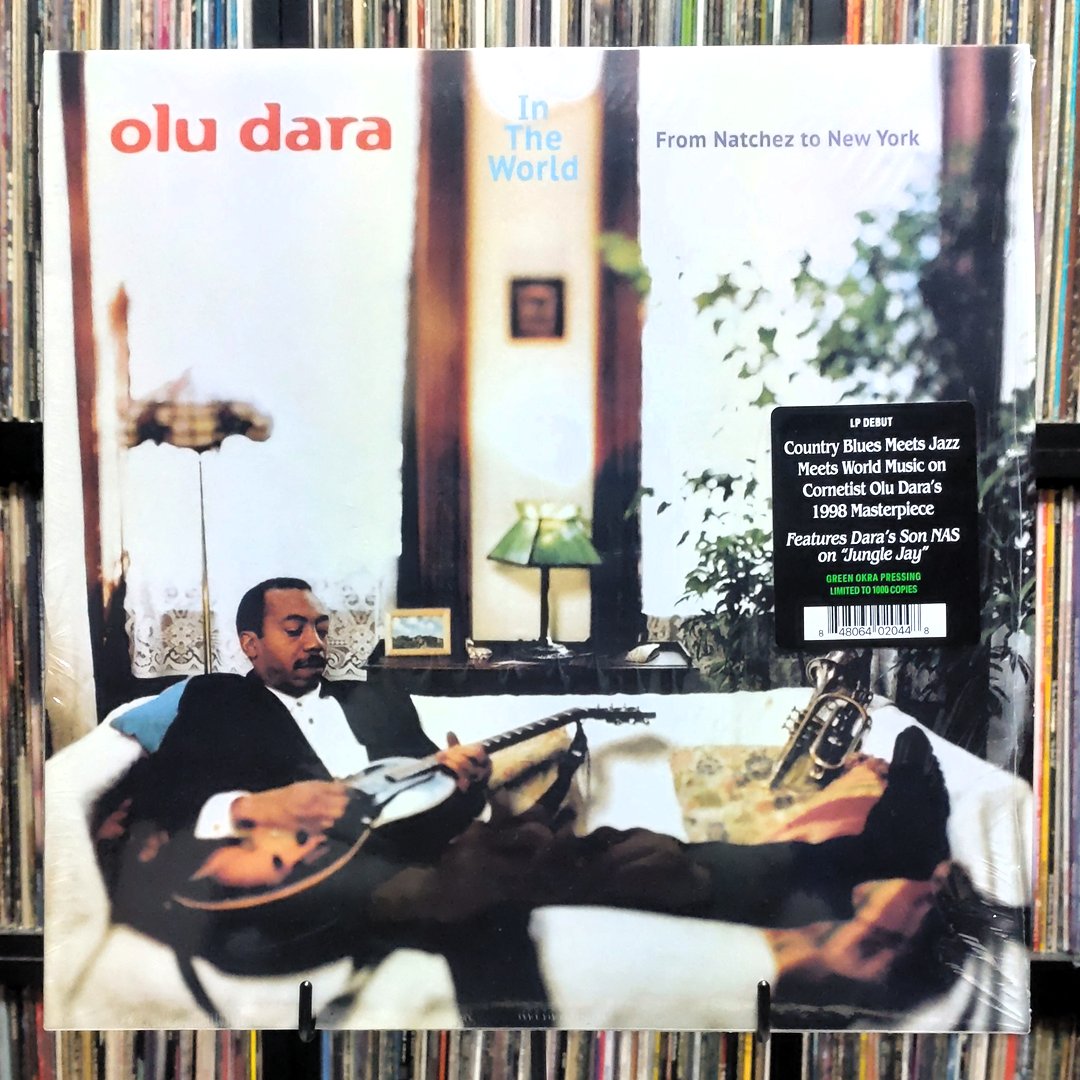 olu dara
In
The
World
From Natchez to New York
LP DEBUT
Country Blues Meets Jazz
Meets World Music on
Cornetist Olu Dara's
1998 Masterpiece
Features Dara's Son NAS
on "Jungle Jay"
GREEN OKRA PRESSING
LIMITED TO 1000 COPIES
8 48064 02044 8